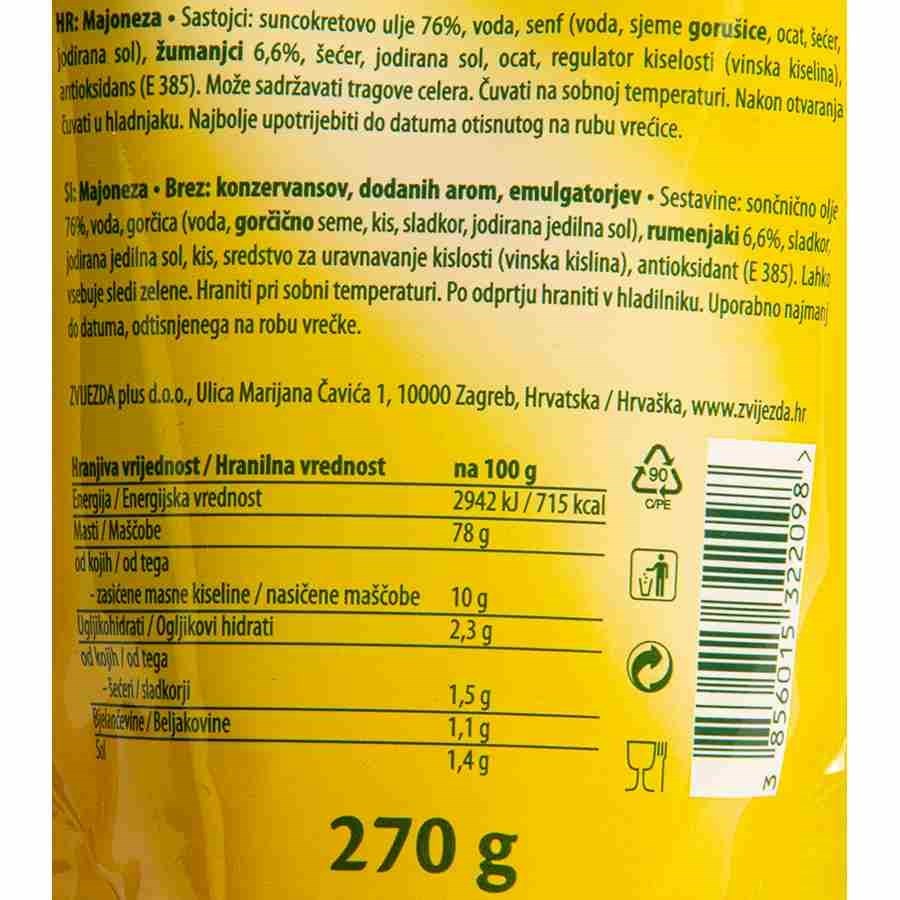 HR: Majoneza • Sastojci: suncokretovo ulje 76%, voda, senf (voda, sjeme gorušice, ocat, šećer,
jodirana sol), žumanjci 6,6%, šećer, jodirana sol, ocat, regulator kiselosti (vinska kiselina),
antioksidans (E 385). Može sadržavati tragove celera. Čuvati na sobnoj temperaturi. Nakon otvaranja
čuvati u hladnjaku. Najbolje upotrijebiti do datuma otisnutog na rubu vrećice.
SI: Majoneza • Brez: konzervansov, dodanih arom, emulgatorjev • Sestavine: sončnično olje
76%, voda, gorčica (voda, gorčično seme, kis, sladkor, jodirana jedilna sol), rumenjaki 6,6%, sladkor,
jodirana jedilna sol, kis, sredstvo za uravnavanje kislosti (vinska kislina), antioksidant (E 385). Lahko
vsebuje sledi zelene. Hraniti pri sobni temperaturi. Po odprtju hraniti v hladilniku. Uporabno najmanj
do datuma, odtisnjenega na robu vrečke.
ZVIJEZDA plus d.o.o., Ulica Marijana Čavića 1, 10000 Zagreb, Hrvatska / Hrvaška, www.zvijezda.hr
Hranjiva vrijednost / Hranilna vrednost na 100 g
Energija / Energijska vrednost 2942 kJ / 715 kcal
Masti / Maščobe 78 g
od kojih / od tega
- zasićene masne kiseline / nasičene maščobe 10 g
Ugljikohidrati / Ogljikovi hidrati 2,3 g
od kojih / od tega
- šećeri / sladkorji 1,5 g
Bjelančevine / Beljakovine 1,1 g
Sol 1,4 g
90
C/PE
3 856015 322098 >
270 g